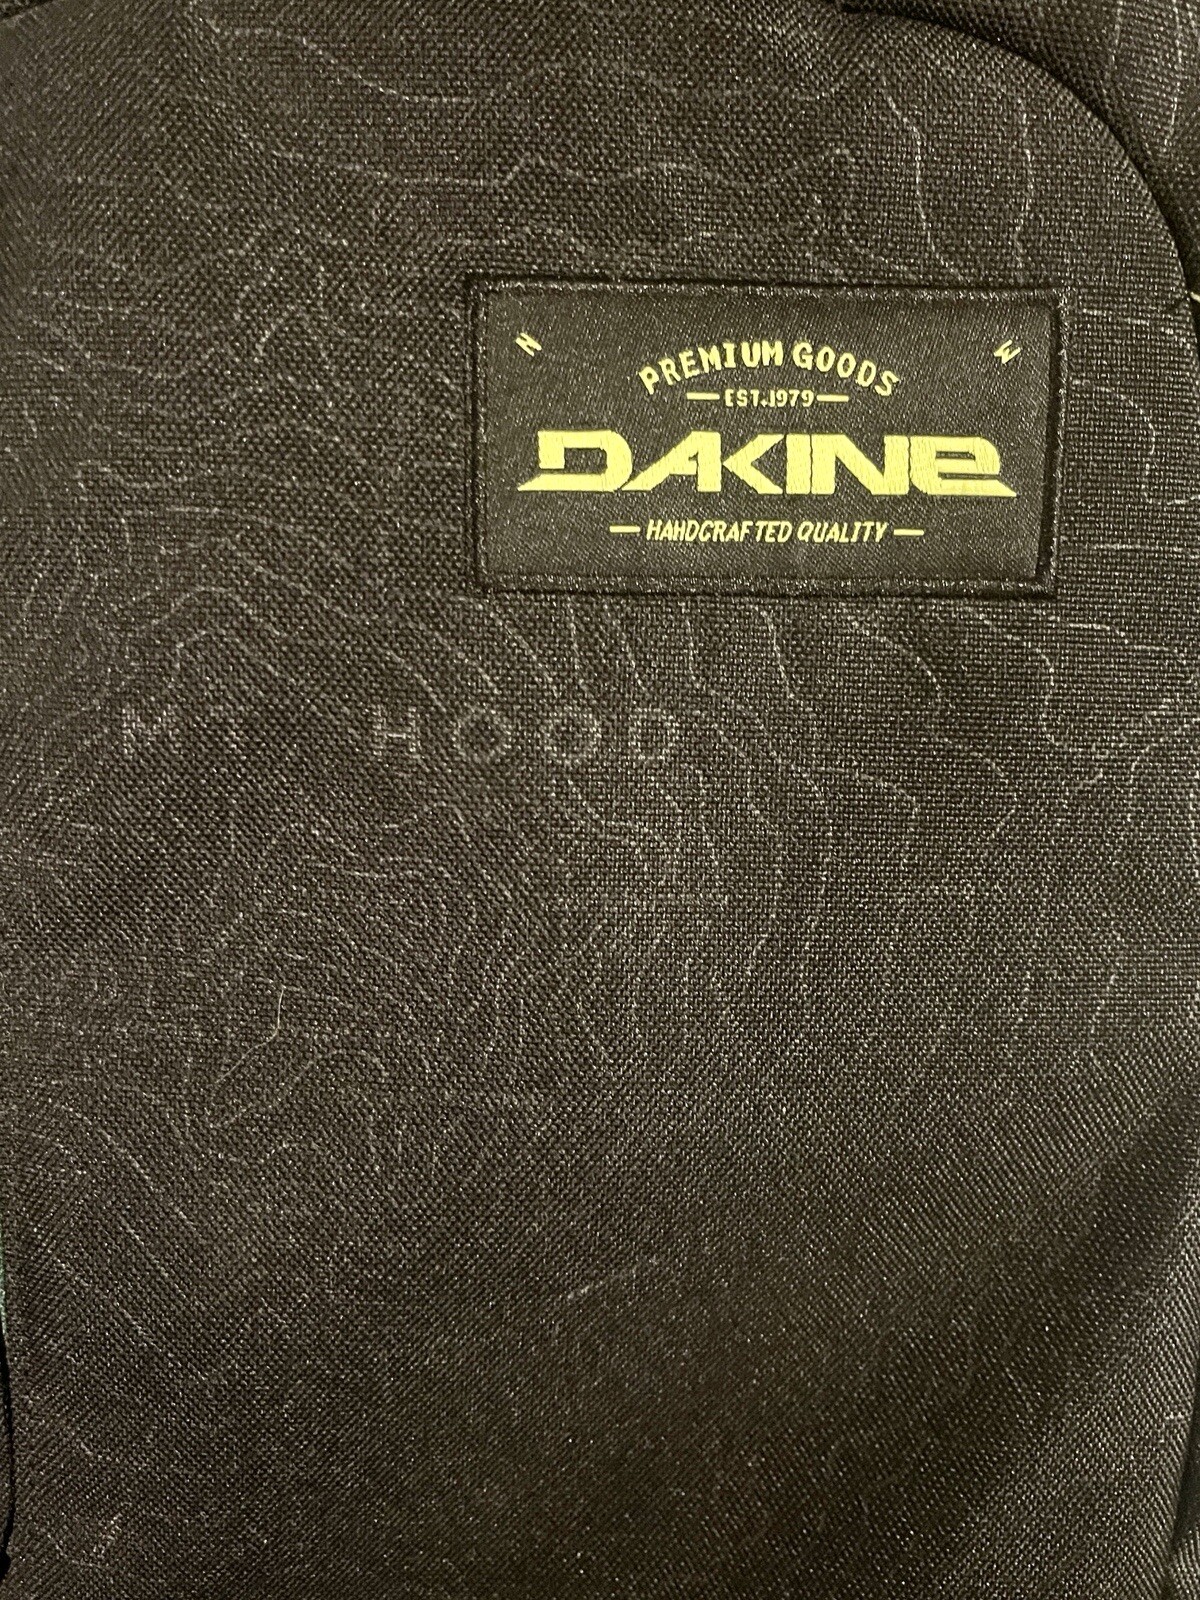 N W
PREMIUM GOODS
EST. 1979
DAKINE
HANDCRAFTED QUALITY
MT HOOD